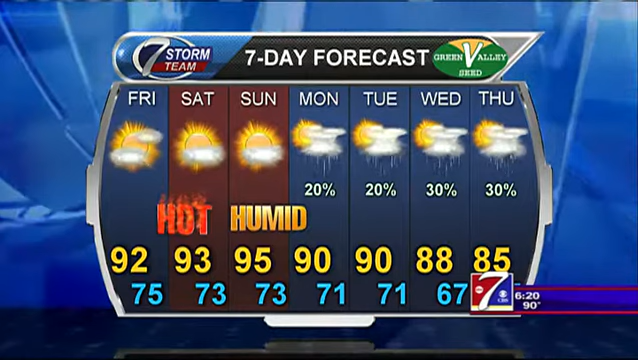 7 STORM TEAM
7-DAY FORECAST
GREEN VALLEY SEED
FRI SAT SUN MON TUE WED THU
20% 20% 30% 30%
HOT HUMID
92 93 95 90 90 88 85
75 73 73 71 71 67
7 abc CBS
6:20
90°